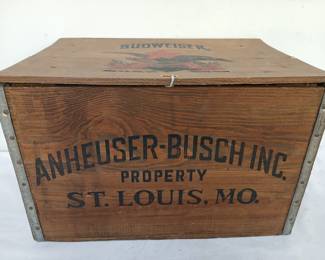 BUDWEISER
ANHEUSER-BUSCH INC.
PROPERTY
ST. LOUIS, MO.